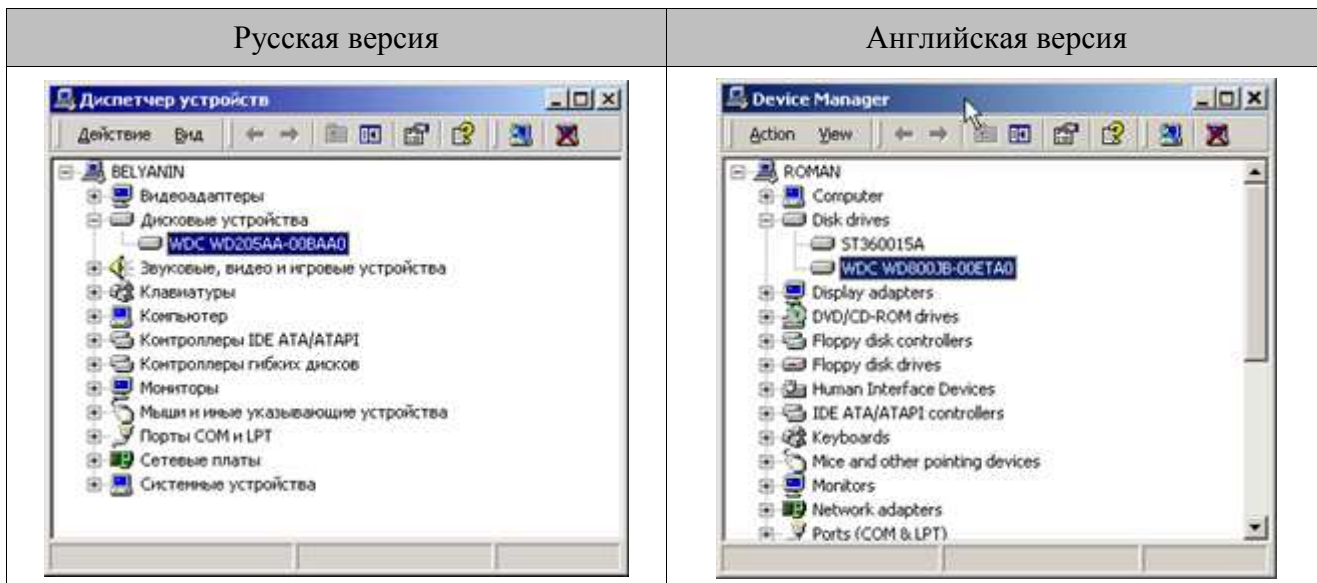 Русская версия
Английская версия
Диспетчер устройств
Действие Вид
BELYANIN
Видеоадаптеры
Дисковые устройства
WDC WD205AA-00BAA0
Звуковые, видео и игровые устройства
Клавиатуры
Компьютер
Контроллеры IDE ATA/ATAPI
Контроллеры гибких дисков
Мониторы
Мыши и иные указывающие устройства
Порты COM и LPT
Сетевые платы
Системные устройства
Device Manager
Action View
ROMAN
Computer
Disk drives
ST360015A
WDC WD800JB-00ETA0
Display adapters
DVD/CD-ROM drives
Floppy disk controllers
Floppy disk drives
Human Interface Devices
IDE ATA/ATAPI controllers
Keyboards
Mice and other pointing devices
Monitors
Network adapters
Ports (COM & LPT)